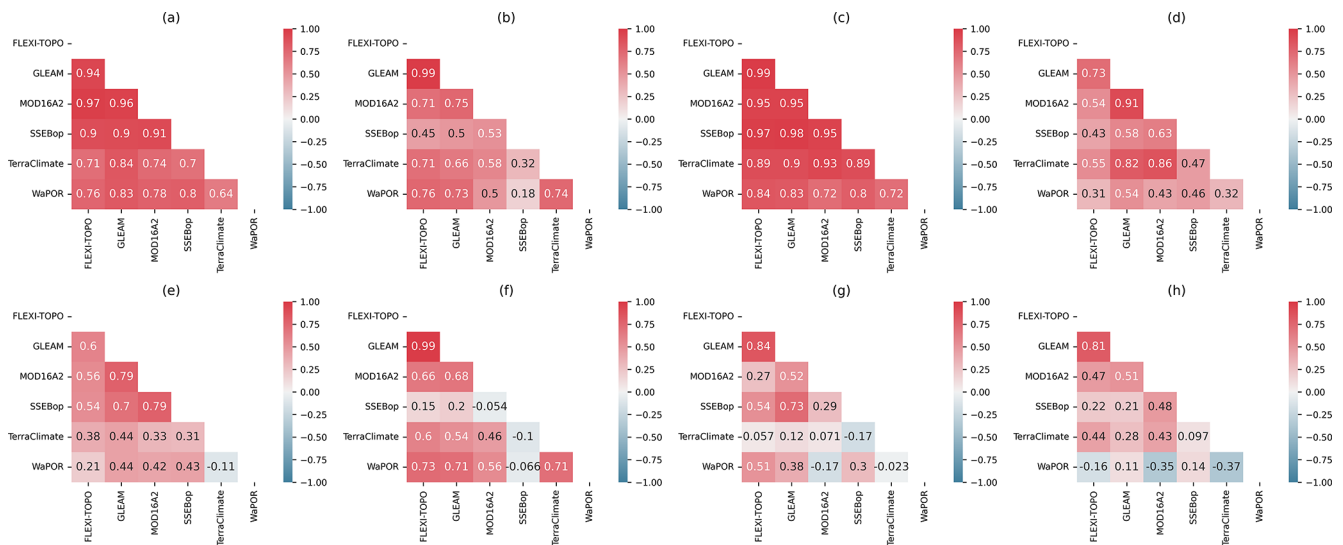 (a)
FLEXI-TOPO
GLEAM 0.94
MOD16A2 0.97 0.96
SSEBop 0.9 0.9 0.91
TerraClimate 0.71 0.84 0.74 0.7
WaPOR 0.76 0.83 0.78 0.8 0.64
FLEXI-TOPO GLEAM MOD16A2 SSEBop TerraClimate WaPOR
1.00
0.75
0.50
0.25
0.00
−0.25
−0.50
−0.75
−1.00
(b)
FLEXI-TOPO
GLEAM 0.99
MOD16A2 0.71 0.75
SSEBop 0.45 0.5 0.53
TerraClimate 0.71 0.66 0.58 0.32
WaPOR 0.76 0.73 0.5 0.18 0.74
FLEXI-TOPO GLEAM MOD16A2 SSEBop TerraClimate WaPOR
1.00
0.75
0.50
0.25
0.00
−0.25
−0.50
−0.75
−1.00
(c)
FLEXI-TOPO
GLEAM 0.99
MOD16A2 0.95 0.95
SSEBop 0.97 0.98 0.95
TerraClimate 0.89 0.9 0.93 0.89
WaPOR 0.84 0.83 0.72 0.8 0.72
FLEXI-TOPO GLEAM MOD16A2 SSEBop TerraClimate WaPOR
1.00
0.75
0.50
0.25
0.00
−0.25
−0.50
−0.75
−1.00
(d)
FLEXI-TOPO
GLEAM 0.73
MOD16A2 0.54 0.91
SSEBop 0.43 0.58 0.63
TerraClimate 0.55 0.82 0.86 0.47
WaPOR 0.31 0.54 0.43 0.46 0.32
FLEXI-TOPO GLEAM MOD16A2 SSEBop TerraClimate WaPOR
1.00
0.75
0.50
0.25
0.00
−0.25
−0.50
−0.75
−1.00
(e)
FLEXI-TOPO
GLEAM 0.6
MOD16A2 0.56 0.79
SSEBop 0.54 0.7 0.79
TerraClimate 0.38 0.44 0.33 0.31
WaPOR 0.21 0.44 0.42 0.43 -0.11
FLEXI-TOPO GLEAM MOD16A2 SSEBop TerraClimate WaPOR
1.00
0.75
0.50
0.25
0.00
−0.25
−0.50
−0.75
−1.00
(f)
FLEXI-TOPO
GLEAM 0.99
MOD16A2 0.66 0.68
SSEBop 0.15 0.2 -0.054
TerraClimate 0.6 0.54 0.46 -0.1
WaPOR 0.73 0.71 0.56 -0.066 0.71
FLEXI-TOPO GLEAM MOD16A2 SSEBop TerraClimate WaPOR
1.00
0.75
0.50
0.25
0.00
−0.25
−0.50
−0.75
−1.00
(g)
FLEXI-TOPO
GLEAM 0.84
MOD16A2 0.27 0.52
SSEBop 0.54 0.73 0.29
TerraClimate -0.057 0.12 0.071 -0.17
WaPOR 0.51 0.38 -0.17 0.3 -0.023
FLEXI-TOPO GLEAM MOD16A2 SSEBop TerraClimate WaPOR
1.00
0.75
0.50
0.25
0.00
−0.25
−0.50
−0.75
−1.00
(h)
FLEXI-TOPO
GLEAM 0.81
MOD16A2 0.47 0.51
SSEBop 0.22 0.21 0.48
TerraClimate 0.44 0.28 0.43 0.097
WaPOR -0.16 0.11 -0.35 0.14 -0.37
FLEXI-TOPO GLEAM MOD16A2 SSEBop TerraClimate WaPOR
1.00
0.75
0.50
0.25
0.00
−0.25
−0.50
−0.75
−1.00